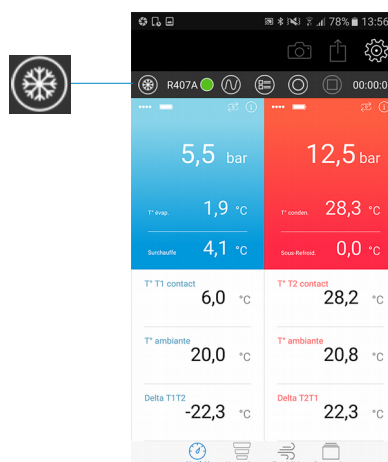 78% 13:56
R407A 00:00:0
5,5 bar
12,5 bar
T° évap. 1,9 °C
T° conden. 28,3 °C
Surchauffe 4,1 °C
Sous-Refroid. 0,0 °C
T° T1 contact
6,0 °C
T° T2 contact
28,2 °C
T° ambiante
20,0 °C
T° ambiante
20,8 °C
Delta T1T2
-22,3 °C
Delta T2T1
22,3 °C